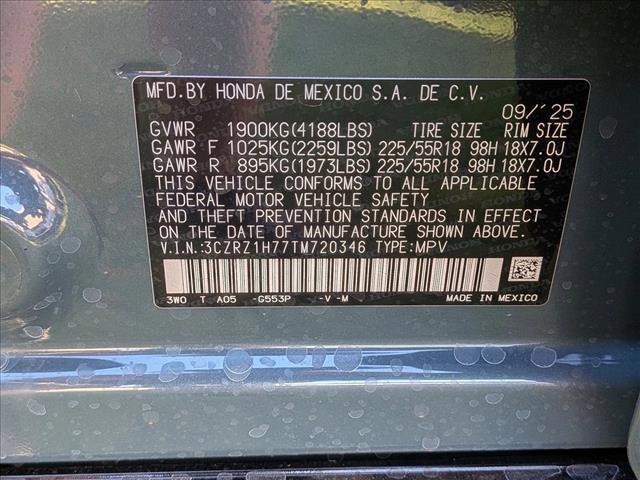 MFD.BY HONDA DE MEXICO S.A. DE C.V.
09/´25
GVWR 1900KG(4188LBS) TIRE SIZE RIM SIZE
GAWR F 1025KG(2259LBS) 225/55R18 98H 18X7.0J
GAWR R 895KG(1973LBS) 225/55R18 98H 18X7.0J
THIS VEHICLE CONFORMS TO ALL APPLICABLE
FEDERAL MOTOR VEHICLE SAFETY
AND THEFT PREVENTION STANDARDS IN EFFECT
ON THE DATE OF MANUFACTURE SHOWN ABOVE.
V.I.N.:3CZRZ1H77TM720346 TYPE:MPV
3W0 T A05 -G553P -V -M MADE IN MEXICO